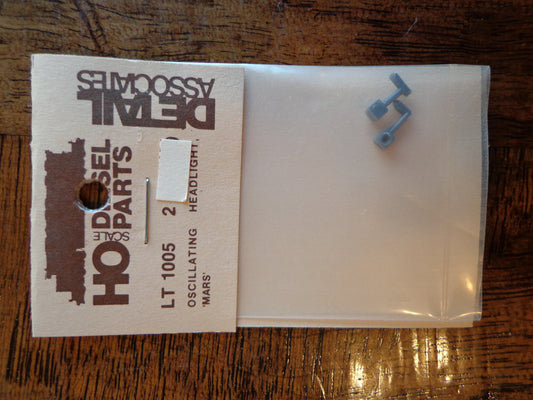 DETAIL
ASSOCIATES
HO SCALE DIESEL
PARTS
LT 1005 2
OSCILLATING HEADLIGHT,
'MARS'